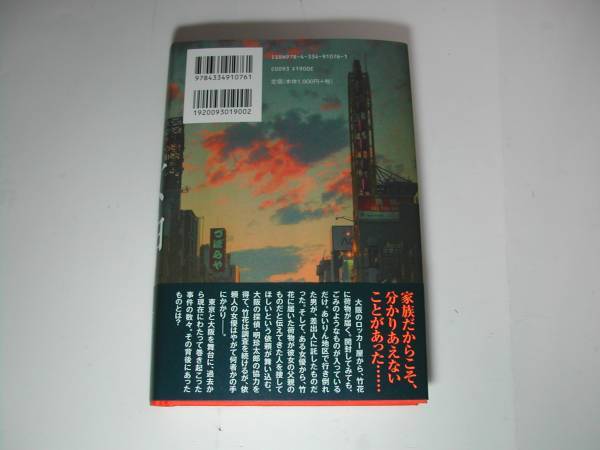 ISBN978-4-334-91076-1
C0093 ¥1900E
定価(本体1,900円+税)
9784334910761
1920093019002
づぼらや
家族だからこそ、
分かりあえない
ことがあった……
大阪のロッカー屋から、竹花
に荷物が届く。開封してみても、
ごみのようなものが入っている
だけ。あいりん地区で行き倒れ
た男が、差出人に託したものだ
った。そして、ある女優から、竹
花に届いた荷物が彼女の父親の
ものだと伝えてきた人を捜して
ほしいという依頼が舞い込む。
大阪の探偵・明珍太郎の協力を
得て、竹花は調査を続けるが、依
頼人の女優はやがて何者かの手
にかかり……
東京と大阪を舞台に、過去か
ら現在にわたって巻き起こった
事件の数々。その背後にあった
ものとは？